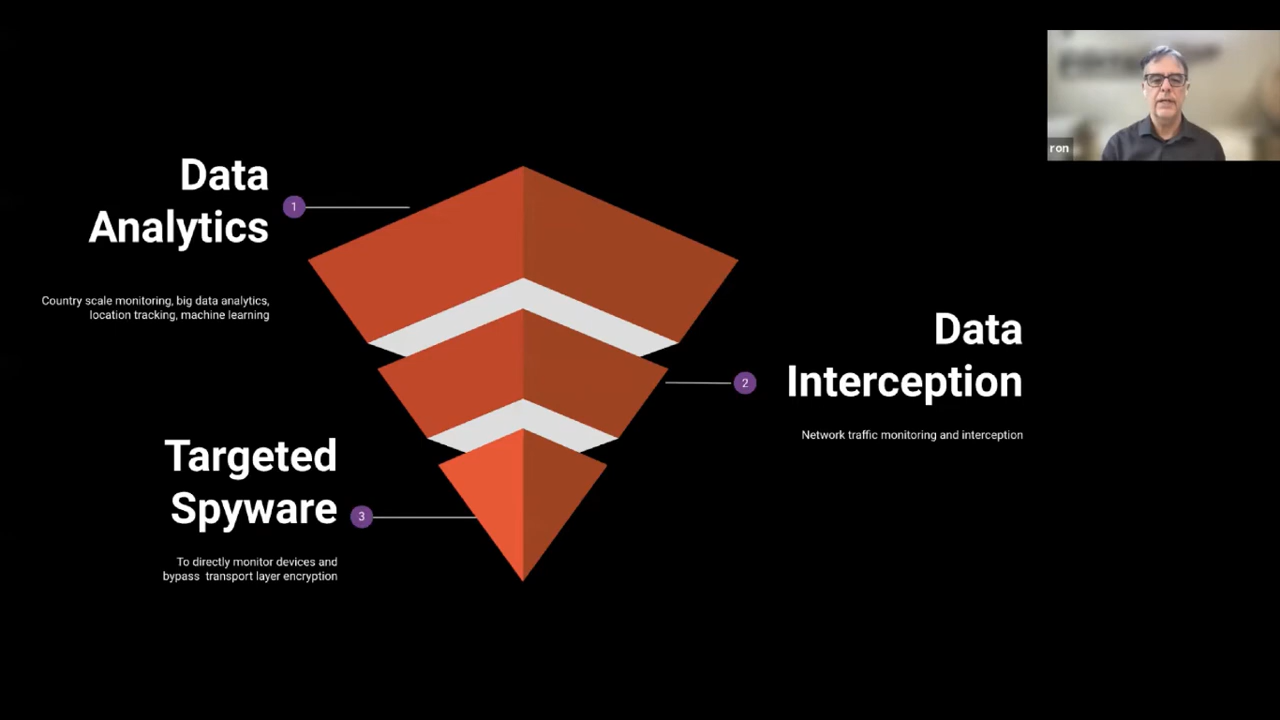 Data
Analytics
1
Country scale monitoring, big data analytics,
location tracking, machine learning
Data
Interception
2
Network traffic monitoring and interception
Targeted
Spyware
3
To directly monitor devices and
bypass transport layer encryption
ron